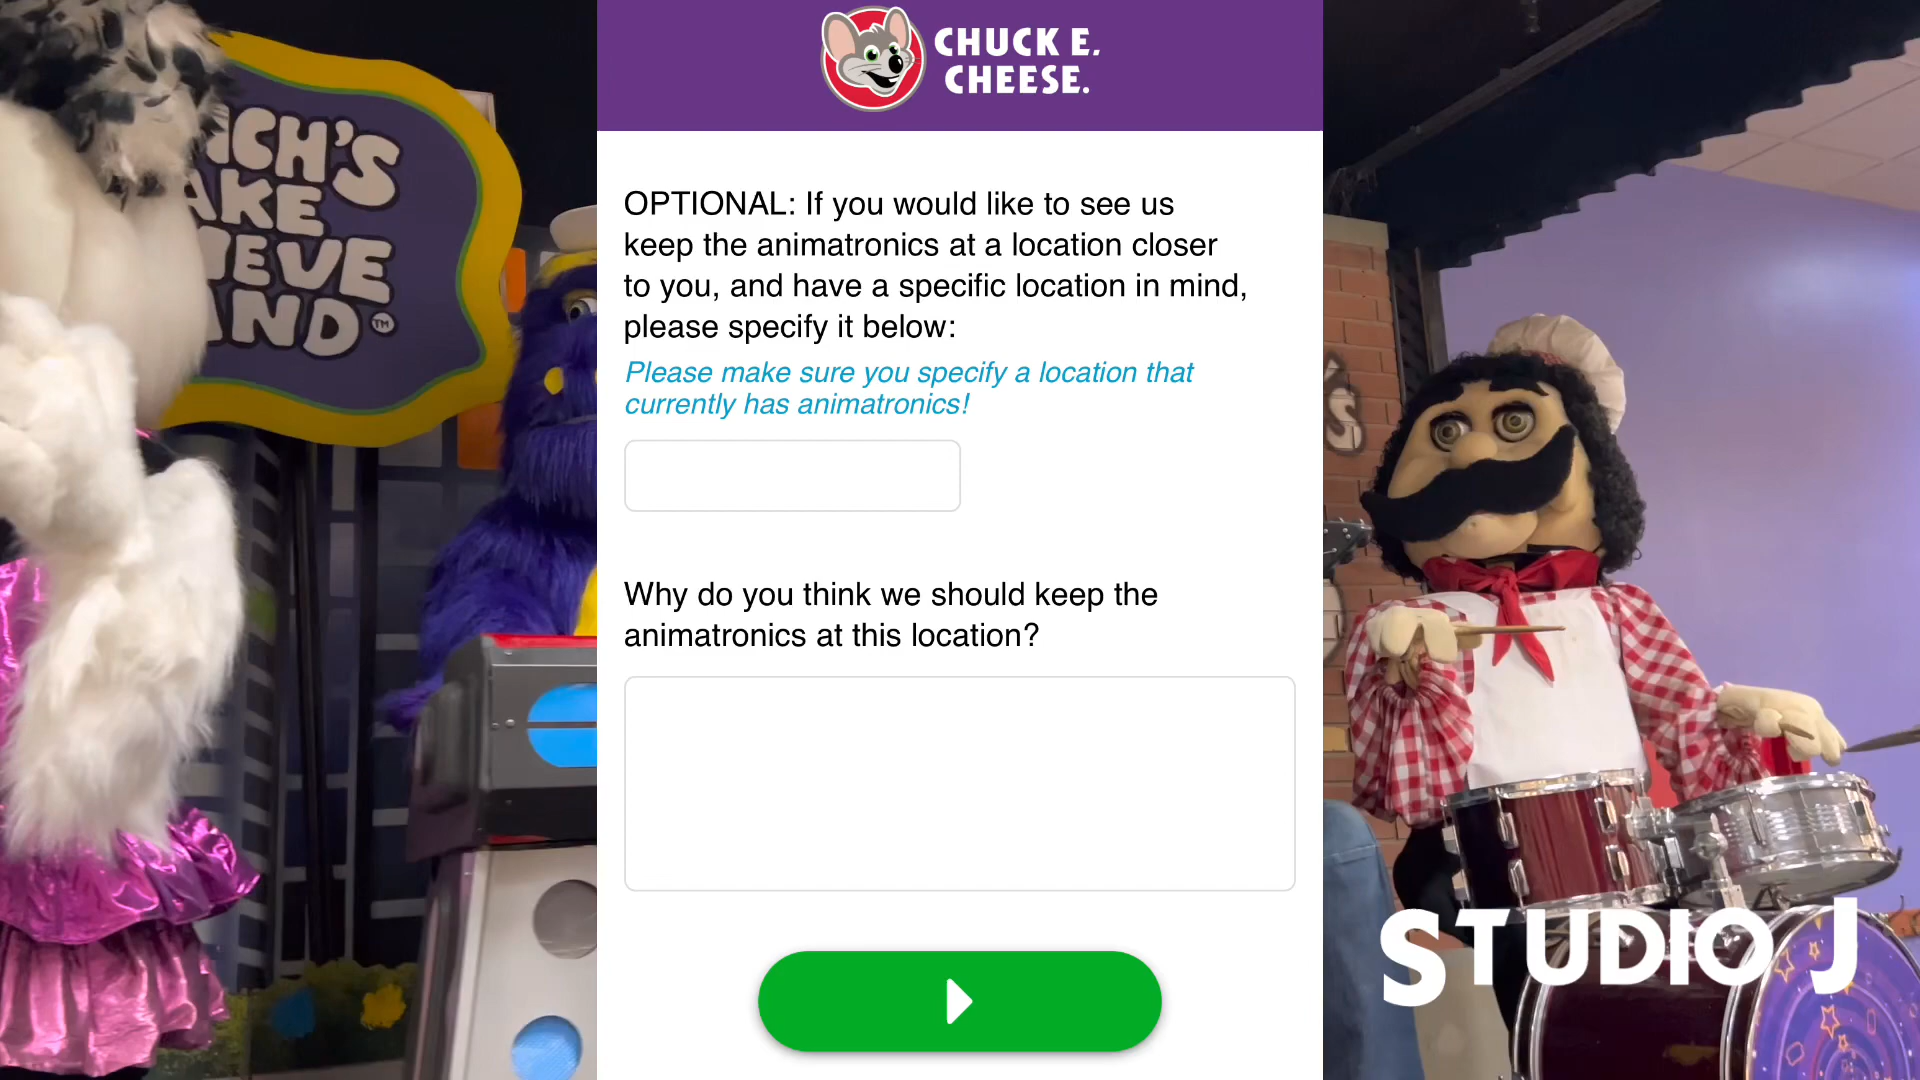 CHUCK E.
CHEESE.
OPTIONAL: If you would like to see us
keep the animatronics at a location closer
to you, and have a specific location in mind,
please specify it below:
Please make sure you specify a location that
currently has animatronics!
Why do you think we should keep the
animatronics at this location?
STUDIO J